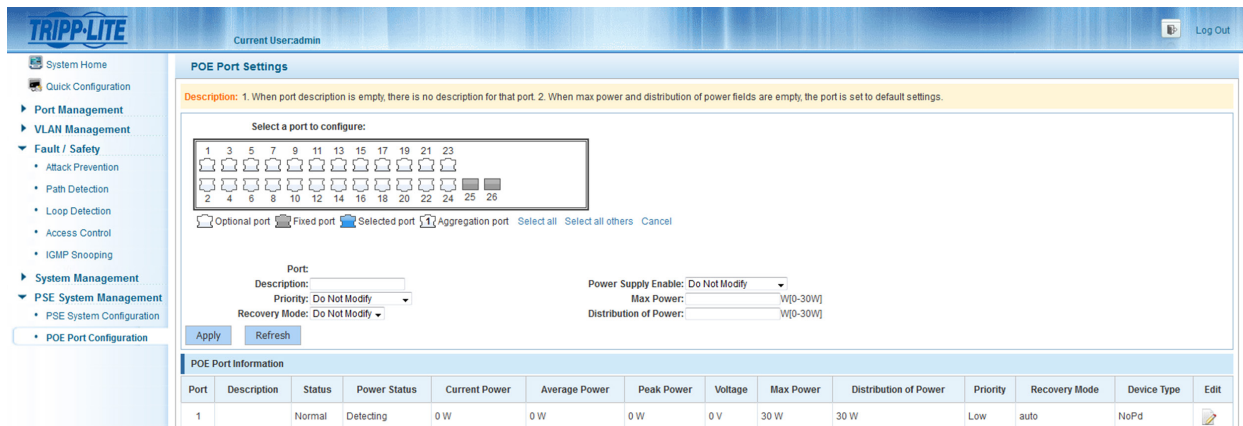 TRIPP·LITE
Current User:admin
Log Out
System Home
Quick Configuration
Port Management
VLAN Management
Fault / Safety
Attack Prevention
Path Detection
Loop Detection
Access Control
IGMP Snooping
System Management
PSE System Management
PSE System Configuration
POE Port Configuration
POE Port Settings
Description: 1. When port description is empty, there is no description for that port. 2. When max power and distribution of power fields are empty, the port is set to default settings.
Select a port to configure:
1 3 5 7 9 11 13 15 17 19 21 23
2 4 6 8 10 12 14 16 18 20 22 24 25 26
Optional port Fixed port Selected port 1 Aggregation port Select all Select all others Cancel
Port:
Description: Power Supply Enable: Do Not Modify
Priority: Do Not Modify Max Power: W[0-30W]
Recovery Mode: Do Not Modify Distribution of Power: W[0-30W]
Apply Refresh
POE Port Information
Port Description Status Power Status Current Power Average Power Peak Power Voltage Max Power Distribution of Power Priority Recovery Mode Device Type Edit
1 Normal Detecting 0 W 0 W 0 W 0 V 30 W 30 W Low auto NoPd